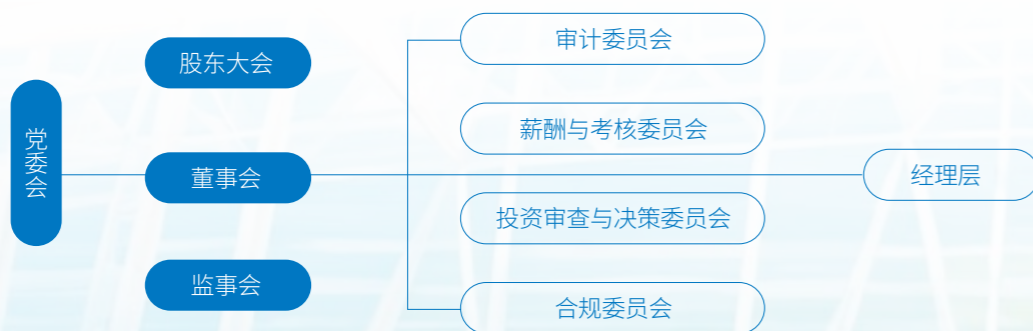 党委会
股东大会
董事会
监事会
审计委员会
薪酬与考核委员会
投资审查与决策委员会
合规委员会
经理层